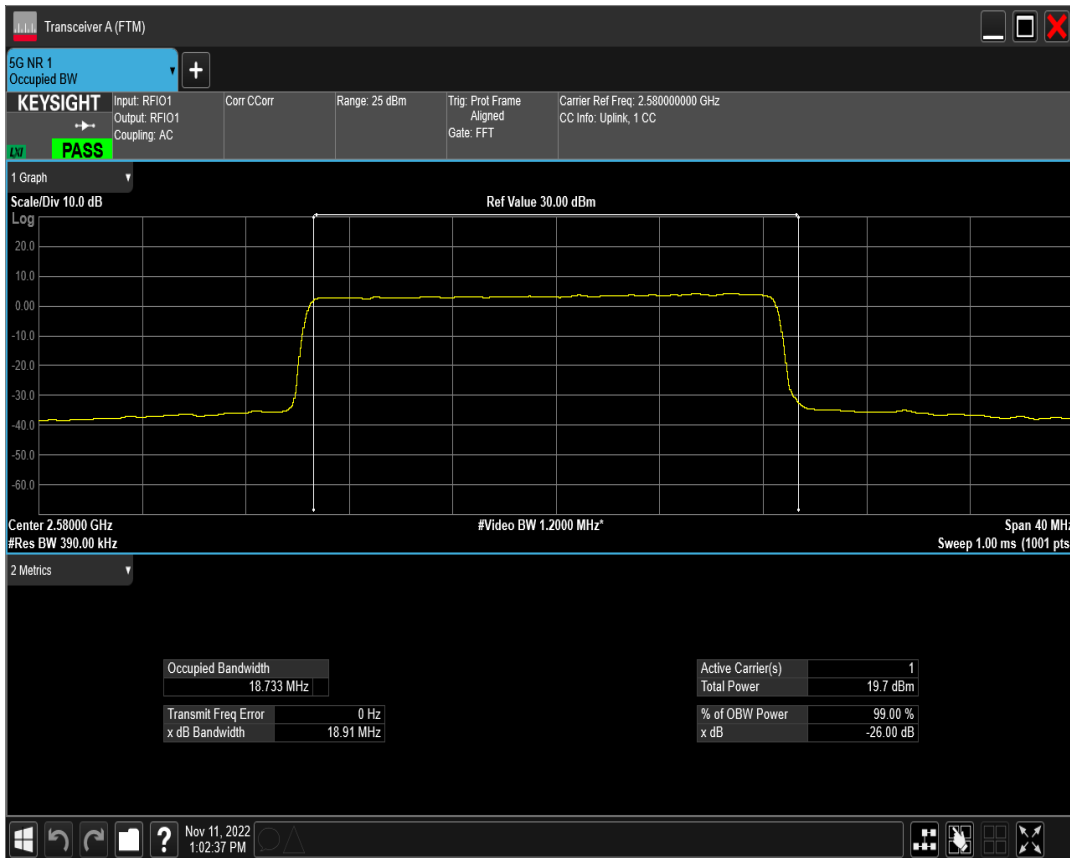 Transceiver A (FTM)
5G NR 1
Occupied BW
+
KEYSIGHT
LXI
PASS
Input: RFIO1
Output: RFIO1
Coupling: AC
Corr CCorr
Range: 25 dBm
Trig: Prot Frame
Aligned
Gate: FFT
Carrier Ref Freq: 2.580000000 GHz
CC Info: Uplink, 1 CC
1 Graph
Scale/Div 10.0 dB
Ref Value 30.00 dBm
Log
20.0
10.0
0.00
-10.0
-20.0
-30.0
-40.0
-50.0
-60.0
Center 2.58000 GHz
#Video BW 1.2000 MHz*
Span 40 MHz
#Res BW 390.00 kHz
Sweep 1.00 ms (1001 pts
2 Metrics
Occupied Bandwidth
18.733 MHz
Transmit Freq Error 0 Hz
x dB Bandwidth 18.91 MHz
Active Carrier(s) 1
Total Power 19.7 dBm
% of OBW Power 99.00 %
x dB -26.00 dB
?
Nov 11, 2022
1:02:37 PM